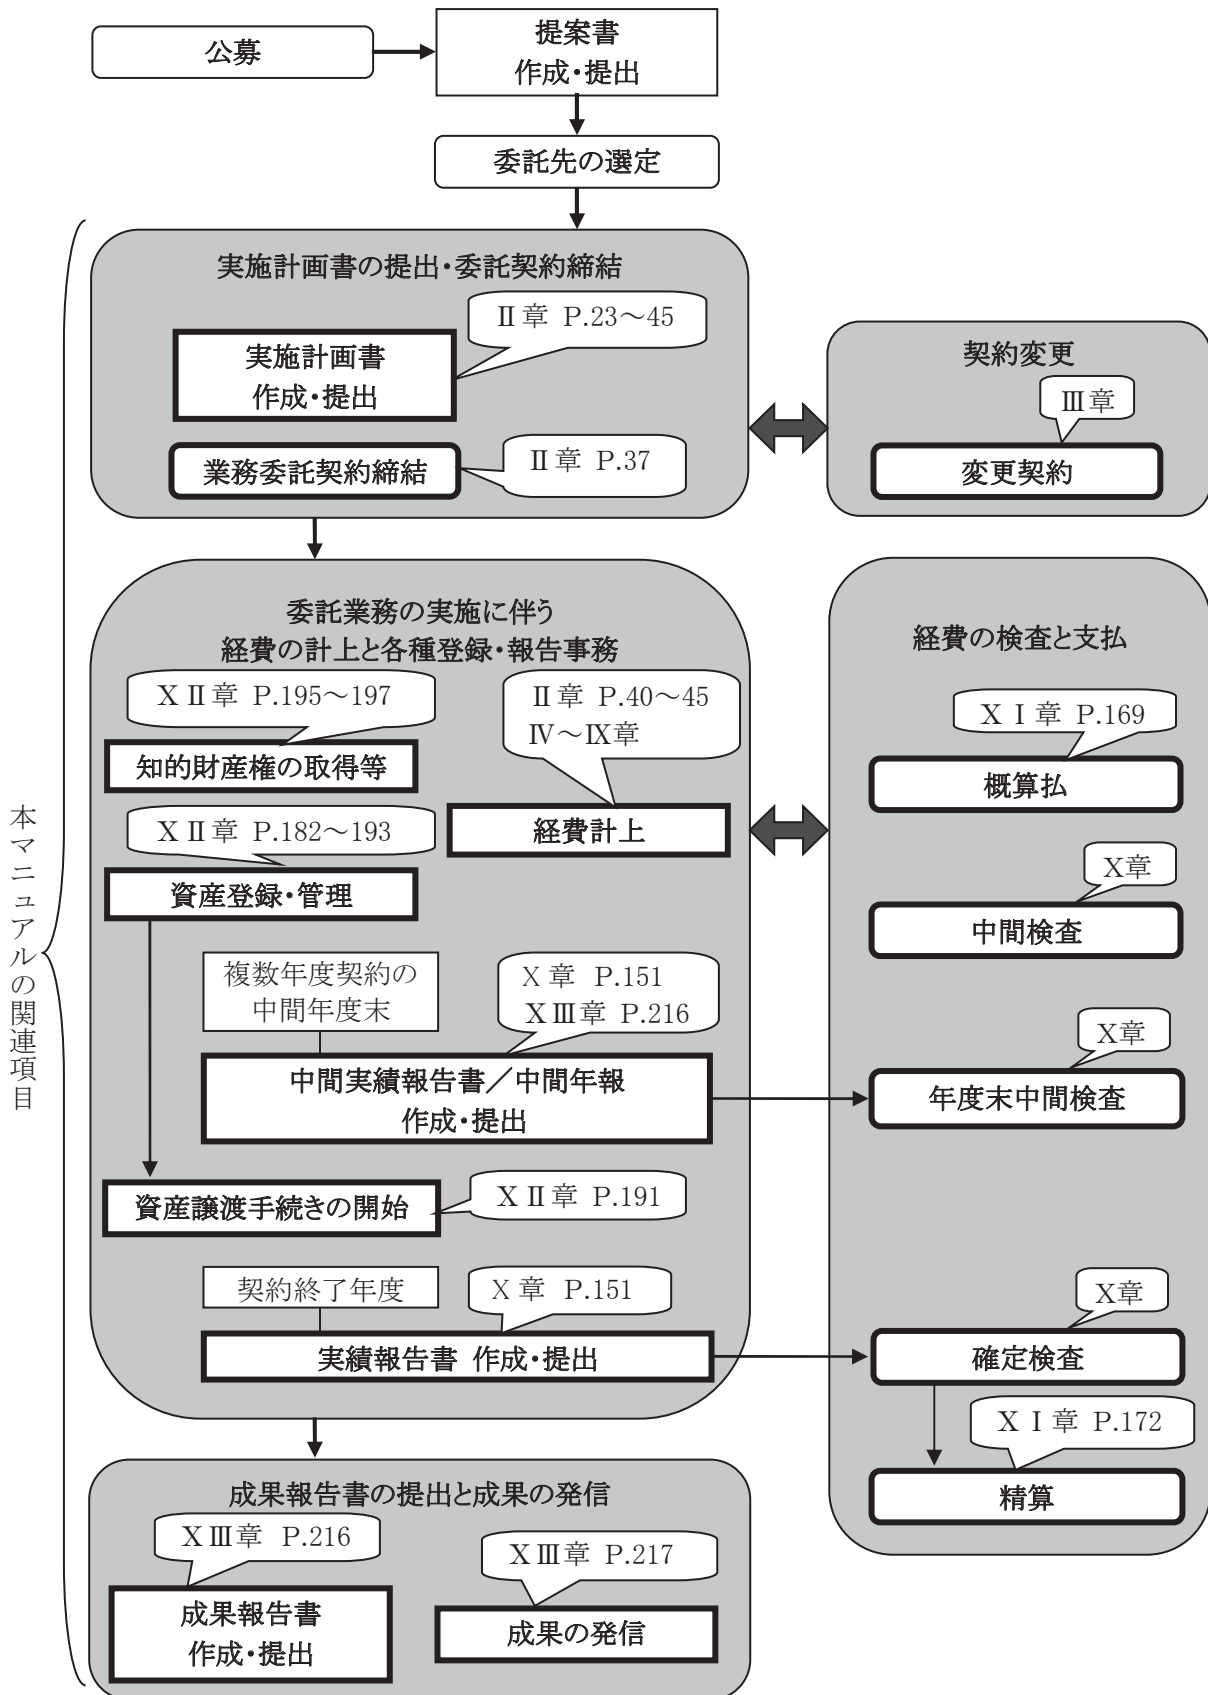 公募
提案書
作成・提出
委託先の選定
実施計画書の提出・委託契約締結
Ⅱ章 P.23～45
実施計画書
作成・提出
業務委託契約締結
Ⅱ章 P.37
契約変更
Ⅲ章
変更契約
委託業務の実施に伴う
経費の計上と各種登録・報告事務
ⅩⅡ章 P.195～197
知的財産権の取得等
Ⅱ章 P.40～45
Ⅳ～Ⅸ章
経費計上
ⅩⅡ章 P.182～193
資産登録・管理
複数年度契約の
中間年度末
Ⅹ章 P.151
ⅩⅢ章 P.216
中間実績報告書／中間年報
作成・提出
資産譲渡手続きの開始
ⅩⅡ章 P.191
契約終了年度
Ⅹ章 P.151
実績報告書 作成・提出
経費の検査と支払
ⅩⅠ章 P.169
概算払
Ⅹ章
中間検査
Ⅹ章
年度末中間検査
Ⅹ章
確定検査
ⅩⅠ章 P.172
精算
成果報告書の提出と成果の発信
ⅩⅢ章 P.216
成果報告書
作成・提出
ⅩⅢ章 P.217
成果の発信
本マニュアルの関連項目